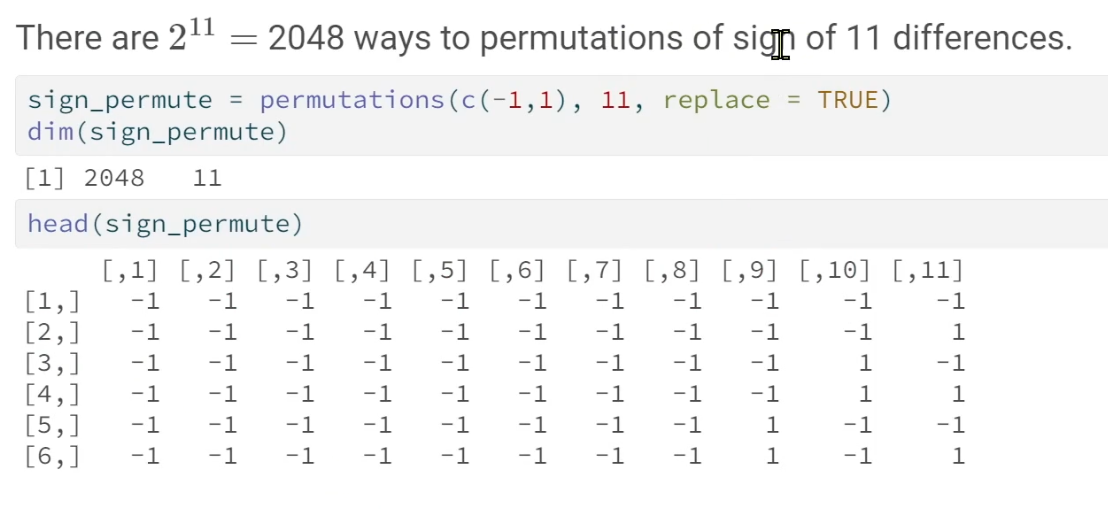 There are 2^11 = 2048 ways to permutations of sign of 11 differences.
sign_permute = permutations(c(-1,1), 11, replace = TRUE)
dim(sign_permute)
[1] 2048   11
head(sign_permute)
     [,1] [,2] [,3] [,4] [,5] [,6] [,7] [,8] [,9] [,10] [,11]
[1,]   -1   -1   -1   -1   -1   -1   -1   -1   -1    -1    -1
[2,]   -1   -1   -1   -1   -1   -1   -1   -1   -1    -1     1
[3,]   -1   -1   -1   -1   -1   -1   -1   -1   -1     1    -1
[4,]   -1   -1   -1   -1   -1   -1   -1   -1   -1     1     1
[5,]   -1   -1   -1   -1   -1   -1   -1   -1    1    -1    -1
[6,]   -1   -1   -1   -1   -1   -1   -1   -1    1    -1     1